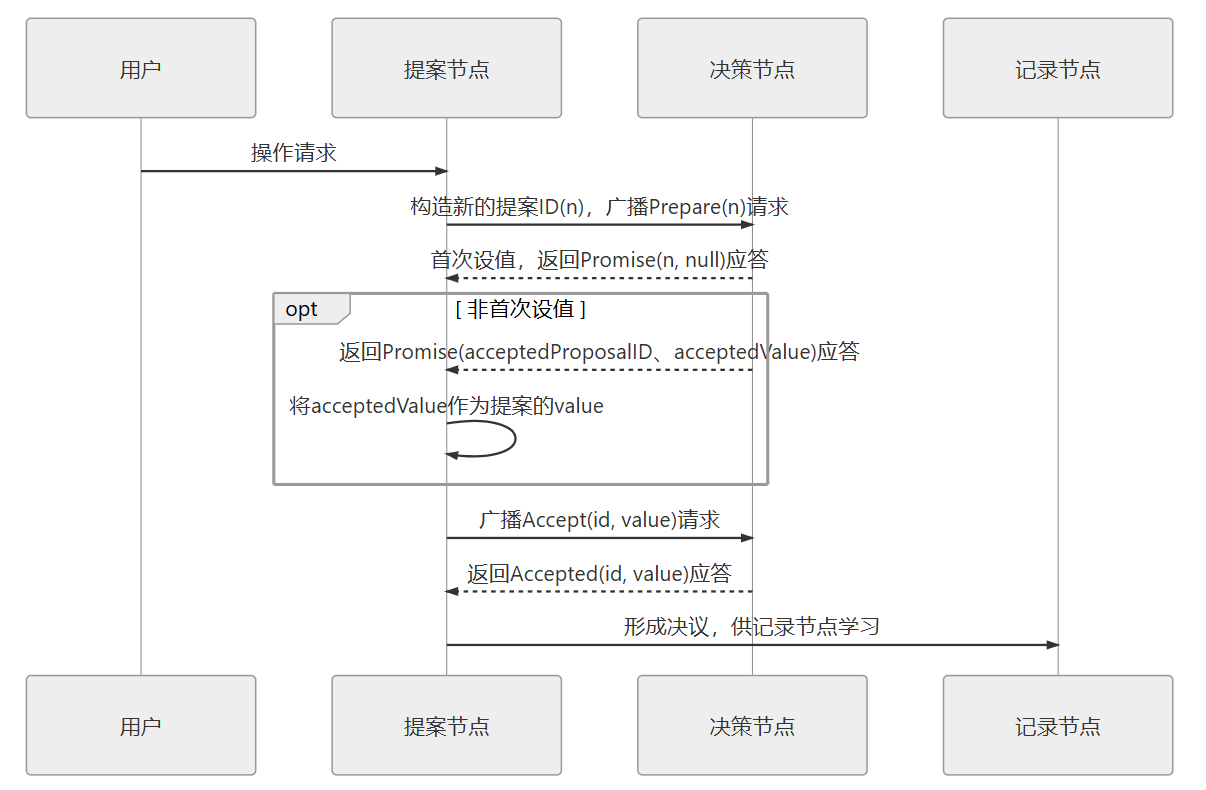 用户
提案节点
决策节点
记录节点
操作请求
构造新的提案ID(n)，广播Prepare(n)请求
首次设值，返回Promise(n, null)应答
opt
[ 非首次设值 ]
返回Promise(acceptedProposalID、acceptedValue)应答
将acceptedValue作为提案的value
广播Accept(id, value)请求
返回Accepted(id, value)应答
形成决议，供记录节点学习
用户
提案节点
决策节点
记录节点